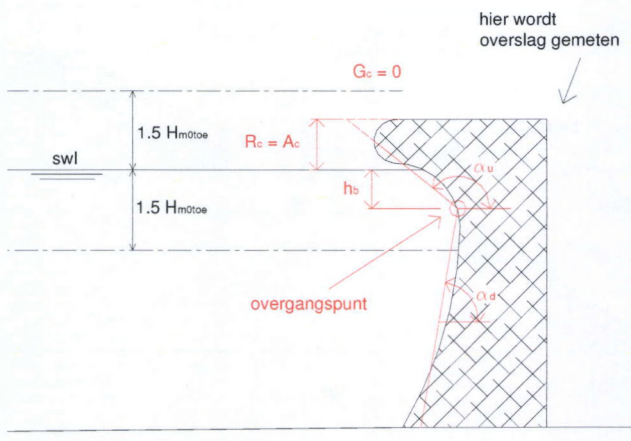 hier wordt
overslag gemeten
Gc = 0
1.5 Hm0toe
Rc = Ac
swl
αu
hb
1.5 Hm0toe
αd
overgangspunt